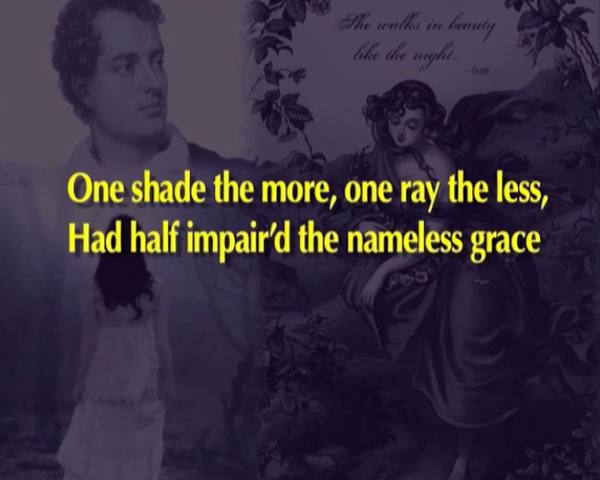 She walks in beauty
like the night...
One shade the more, one ray the less,
Had half impair'd the nameless grace